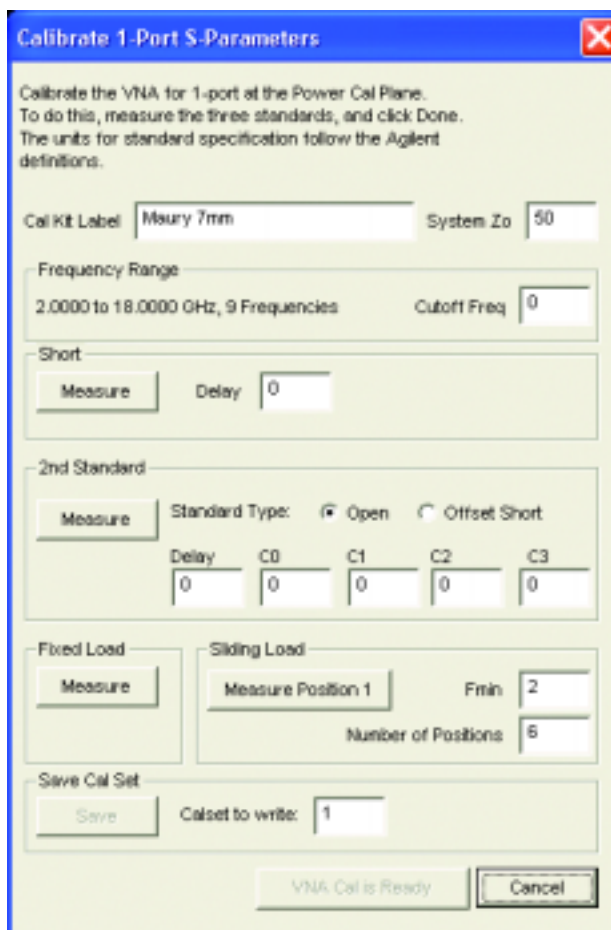 Calibrate 1-Port S-Parameters
Calibrate the VNA for 1-port at the Power Cal Plane.
To do this, measure the three standards, and click Done.
The units for standard specification follow the Agilent
definitions.
Cal Kit Label Maury 7mm System Zo 50
Frequency Range
2.0000 to 18.0000 GHz, 9 Frequencies Cutoff Freq 0
Short
Measure Delay 0
2nd Standard
Measure Standard Type: Open Offset Short
Delay C0 C1 C2 C3
0 0 0 0 0
Fixed Load Sliding Load
Measure Measure Position 1 Fmin 2
Number of Positions 6
Save Cal Set
Save Calset to write: 1
VNA Cal is Ready Cancel